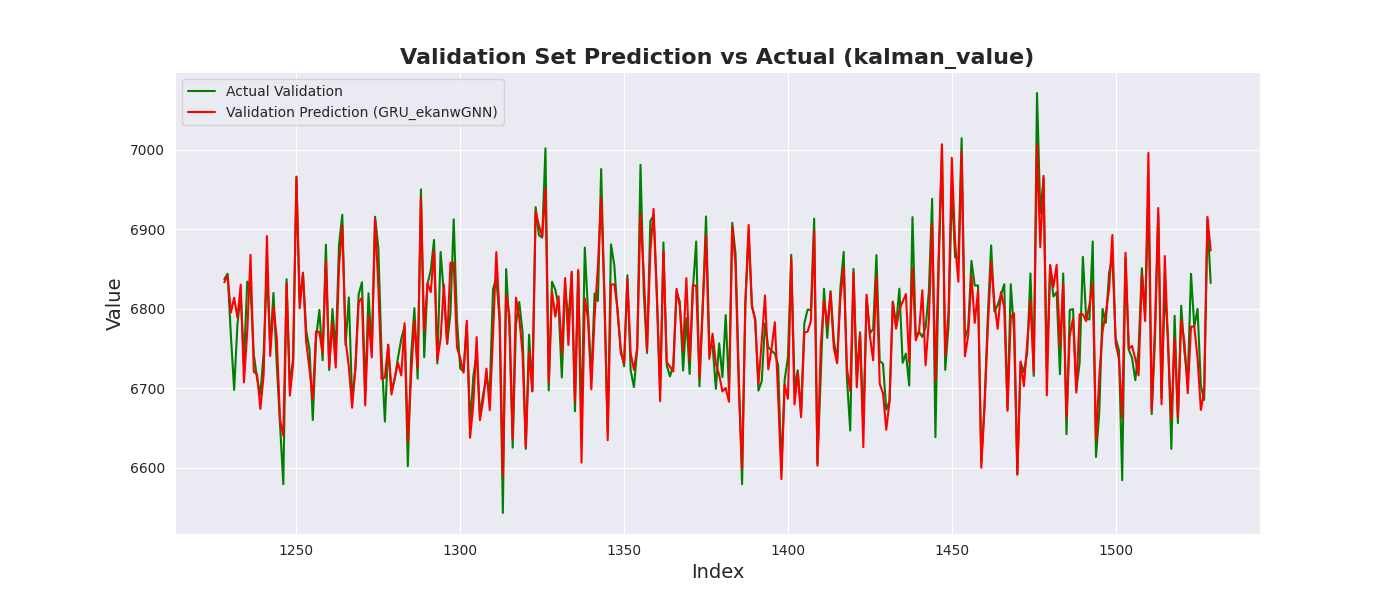 Validation Set Prediction vs Actual (kalman_value)
Actual Validation
Validation Prediction (GRU_ekanwGNN)
Value
7000
6900
6800
6700
6600
1250 1300 1350 1400 1450 1500
Index